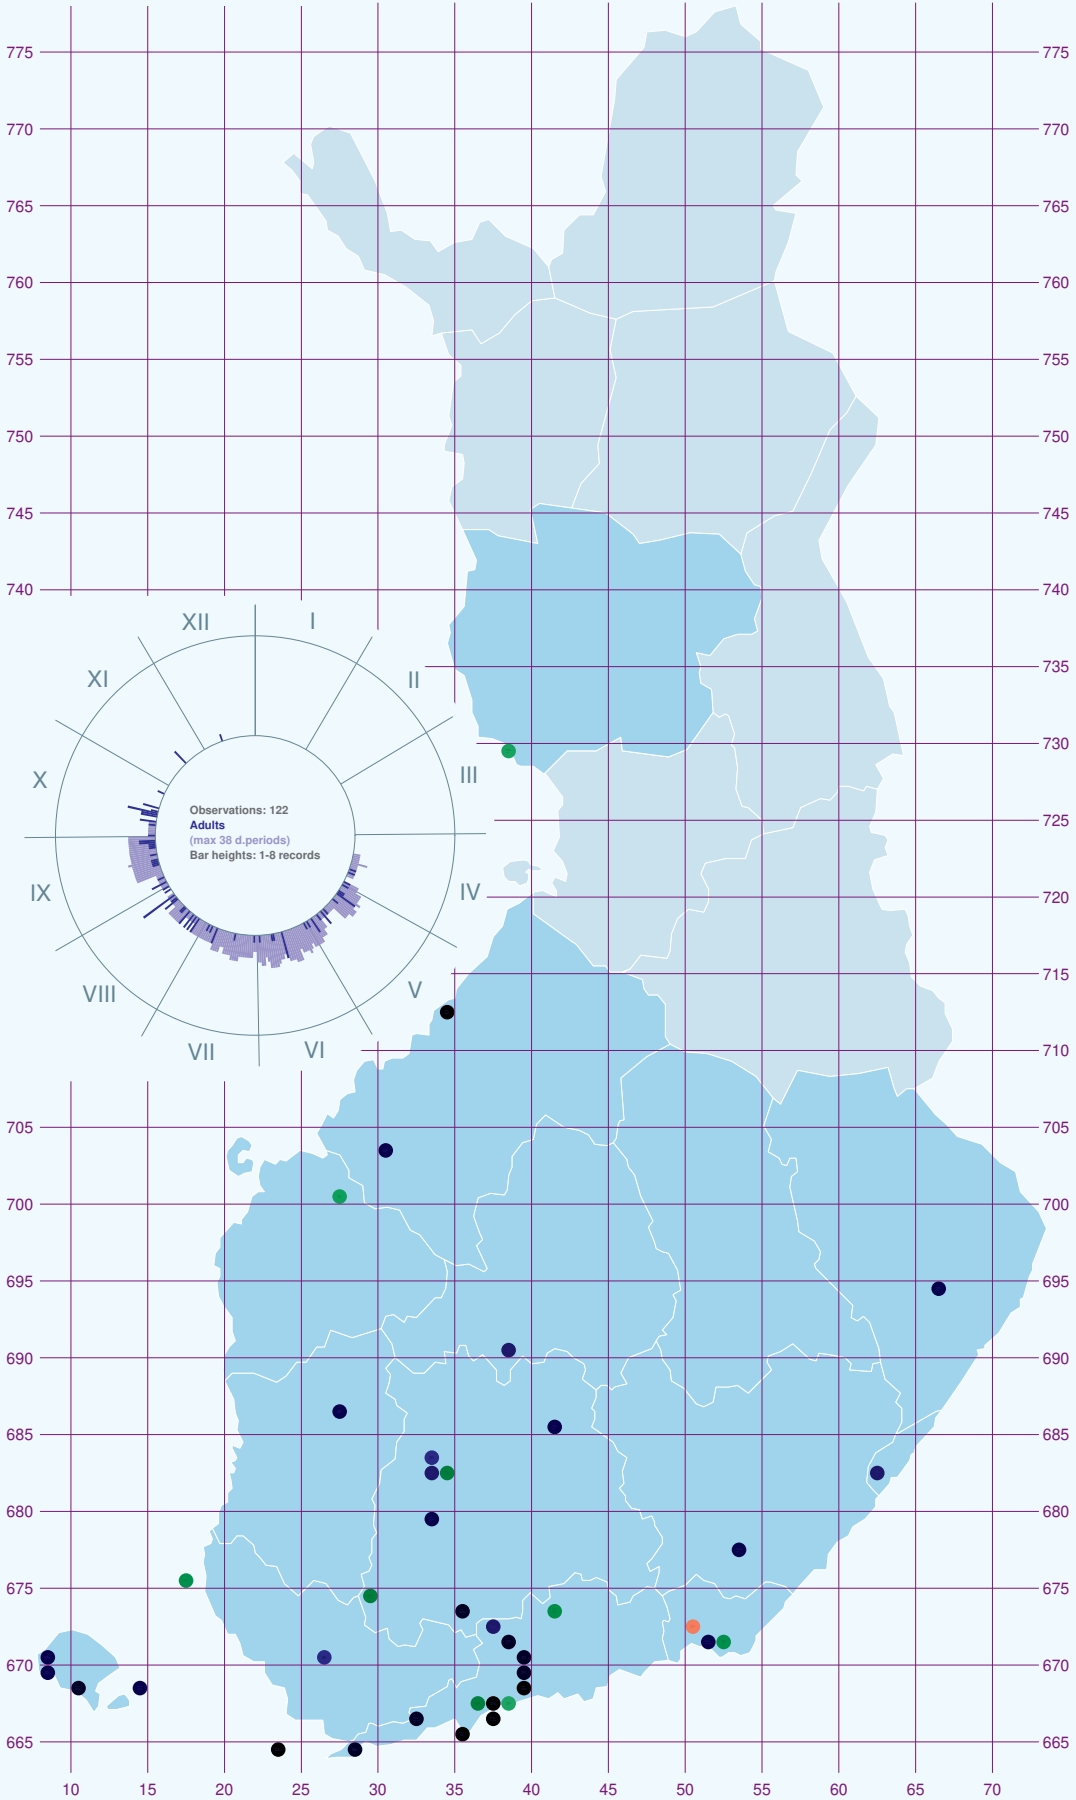 775 775
770 770
765 765
760 760
755 755
750 750
745 745
740 740
735
730
725
720
715
710
705 705
700 700
695 695
690 690
685 685
680 680
675 675
670 670
665 665
XII I
XI II
X III
IX IV
VIII V
VII VI
Observations: 122
Adults
(max 38 d.periods)
Bar heights: 1-8 records
10 15 20 25 30 35 40 45 50 55 60 65 70